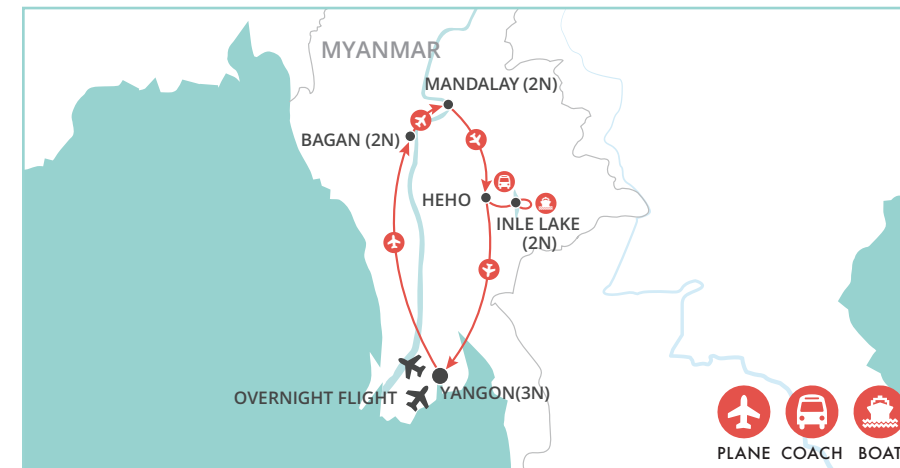 MYANMAR
MANDALAY (2N)
BAGAN (2N)
HEHO
INLE LAKE
(2N)
OVERNIGHT FLIGHT
YANGON(3N)
PLANE COACH BOAT